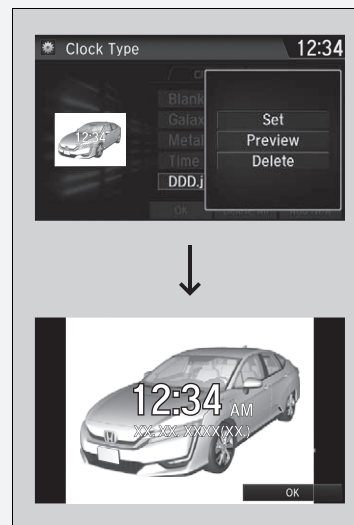 Clock Type
12:34
Blank
Galax
Metal
Time
DDD.j
12:34
Set
Preview
Delete
OK
12:34 AM
XX, XX, XXXX(XX.)
OK